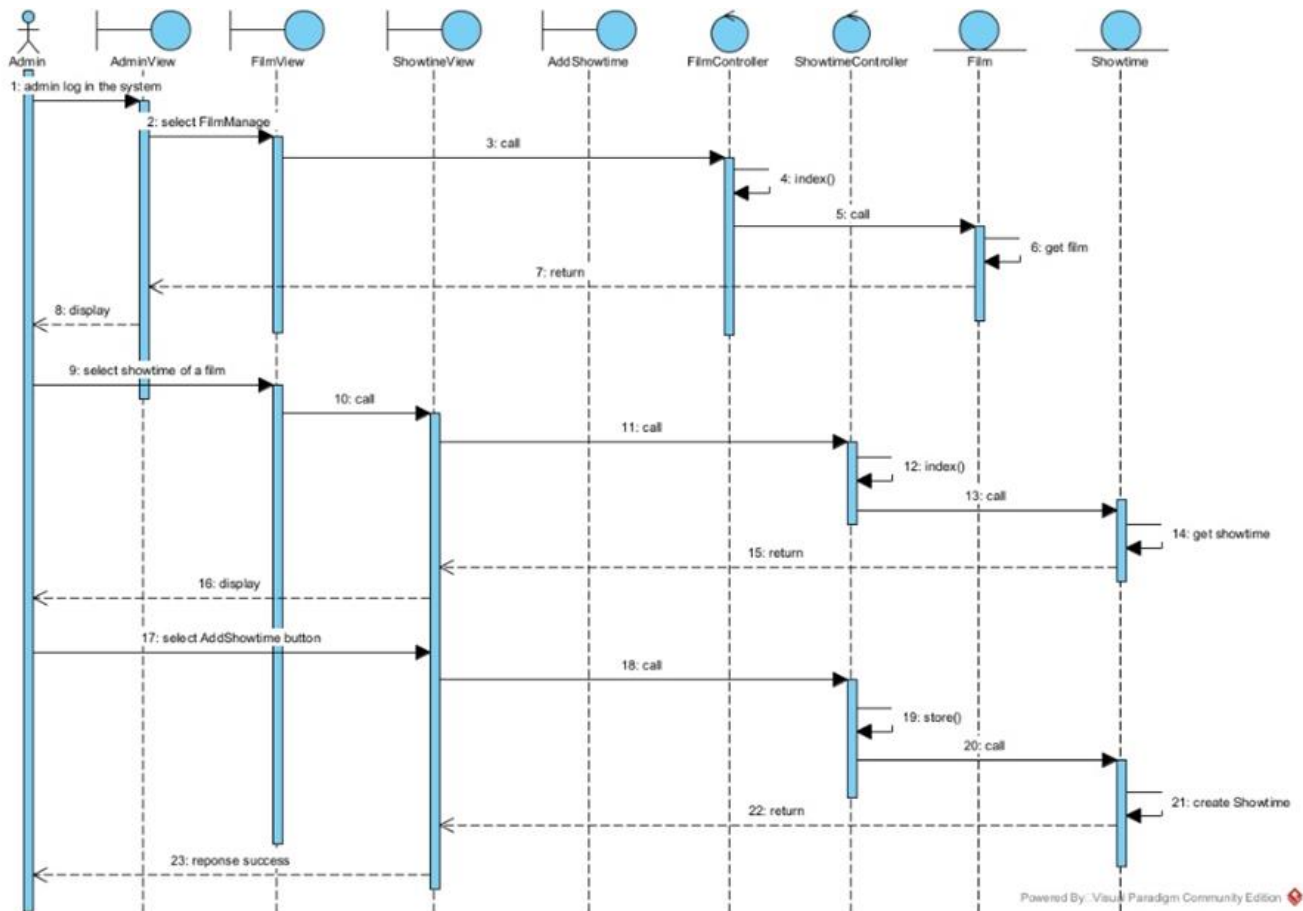 Admin
AdminView
FilmView
ShowtineView
AddShowtime
FilmController
ShowtimeController
Film
Showtime
1: admin log in the system
2: select FilmManage
3: call
4: index()
5: call
6: get film
7: return
8: display
9: select showtime of a film
10: call
11: call
12: index()
13: call
14: get showtime
15: return
16: display
17: select AddShowtime button
18: call
19: store()
20: call
21: create Showtime
22: return
23: reponse success
Powered By Visual Paradigm Community Edition